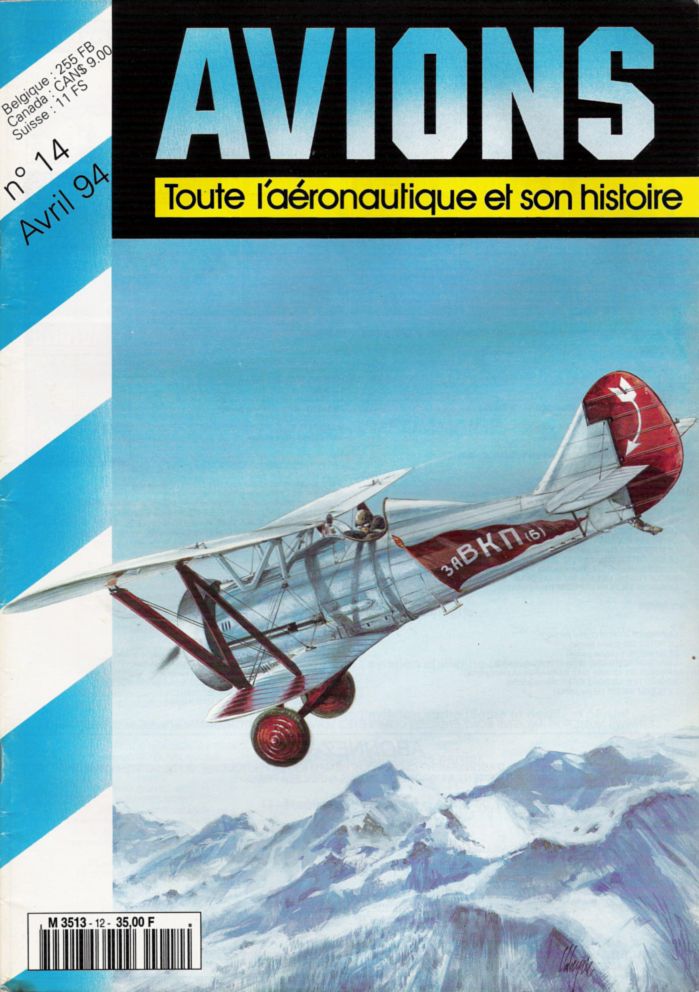 Belgique : 255 FB
Canada : CAN$ 9.00
Suisse : 11 FS
n° 14
Avril 94
AVIONS
Toute l'aéronautique et son histoire
ЗА ВКП (Б)
M 3513 - 12 - 35,00 F